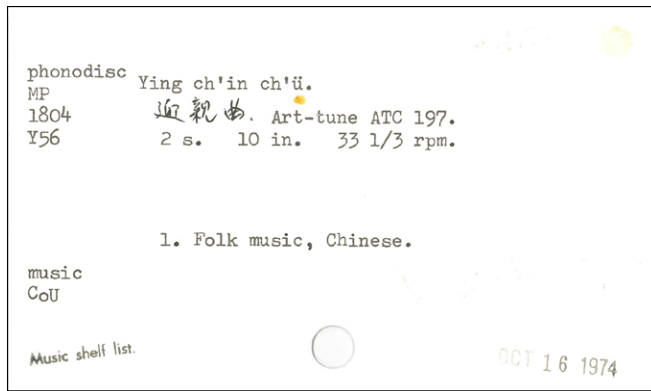 phonodisc
MP
1804
Y56
Ying ch'in ch'ü.
迎親曲. Art-tune ATC 197.
2 s. 10 in. 33 1/3 rpm.
1. Folk music, Chinese.
music
CoU
Music shelf list.
OCT 16 1974